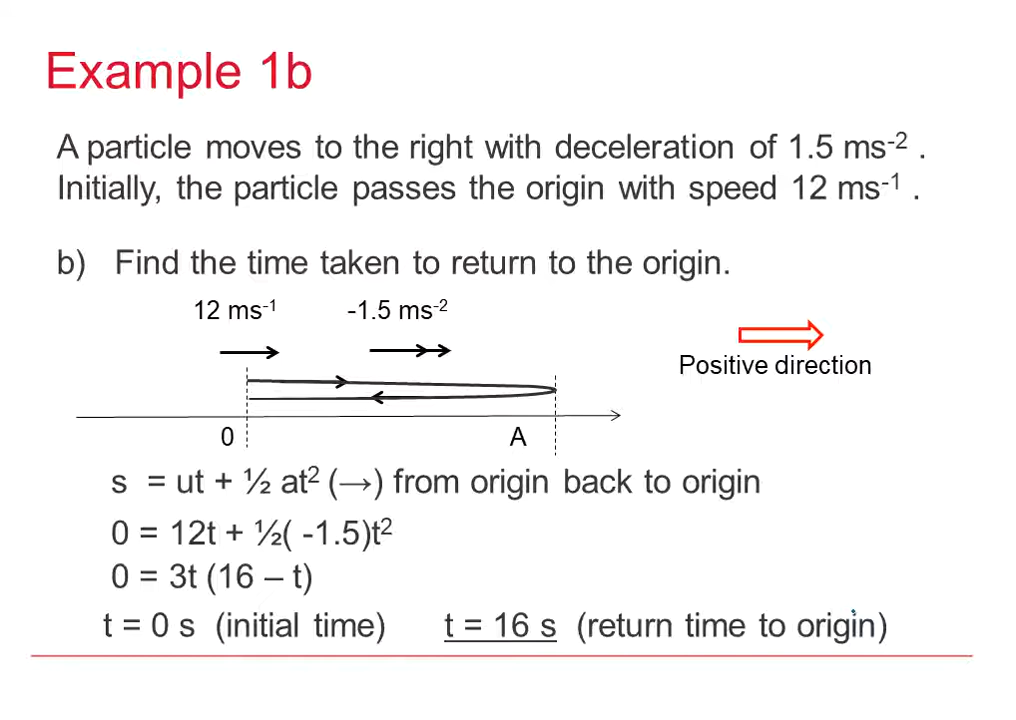 Example 1b
A particle moves to the right with deceleration of 1.5 ms⁻² .
Initially, the particle passes the origin with speed 12 ms⁻¹ .
b) Find the time taken to return to the origin.
12 ms⁻¹ -1.5 ms⁻²
Positive direction
0 A
s = ut + ½ at² (→) from origin back to origin
0 = 12t + ½( -1.5)t²
0 = 3t (16 – t)
t = 0 s (initial time) t = 16 s (return time to origin)